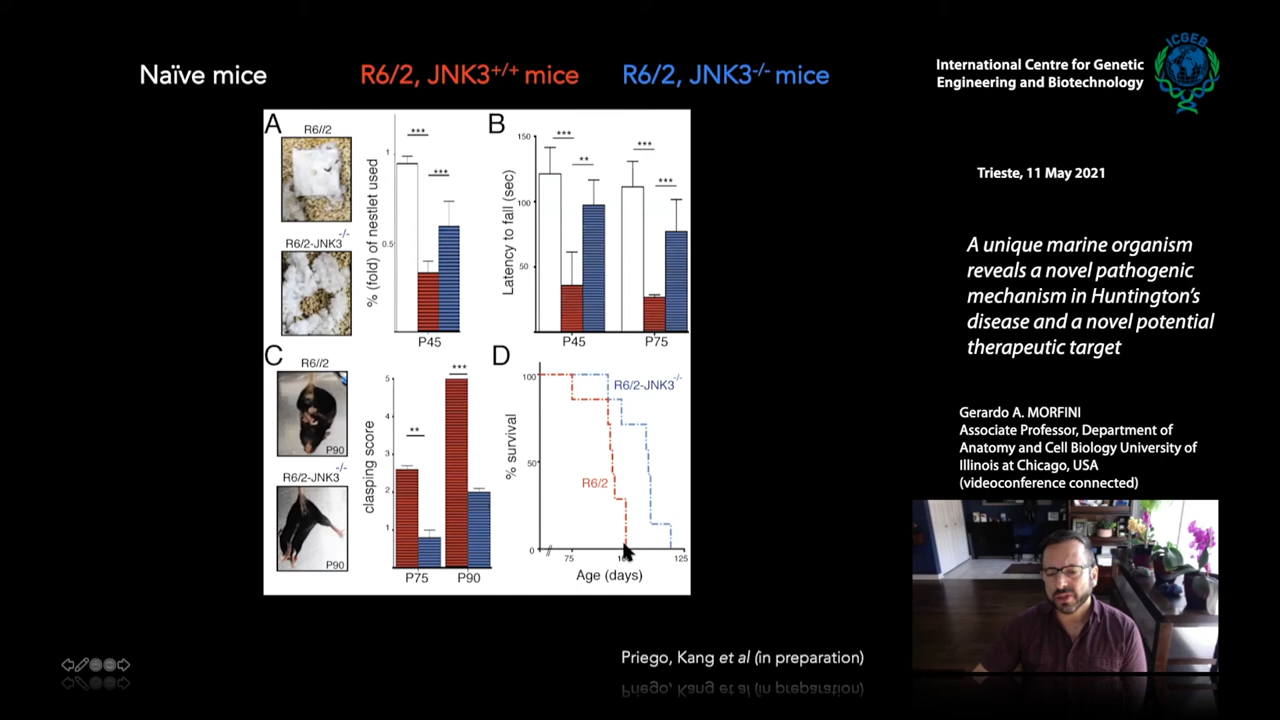 Naïve mice
R6/2, JNK3+/+ mice
R6/2, JNK3-/- mice
International Centre for Genetic
Engineering and Biotechnology
ICGEB
Trieste, 11 May 2021
A unique marine organism
reveals a novel pathogenic
mechanism in Huntington's
disease and a novel potential
therapeutic target
Gerardo A. MORFINI
Associate Professor, Department of
Anatomy and Cell Biology University of
Illinois at Chicago, USA
(videoconference connected)
A
R6//2
R6/2-JNK3-/-
% (fold) of nestlet used
1
0.5
***
***
P45
B
Latency to fall (sec)
150
100
50
***
**
***
***
P45
P75
C
R6//2
P90
R6/2-JNK3-/-
P90
clasping score
5
4
3
2
1
**
***
P75
P90
D
% survival
100
50
0
R6/2-JNK3-/-
R6/2
75
125
Age (days)
Priego, Kang et al (in preparation)